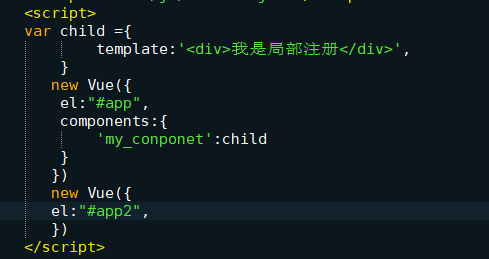 <script>
var child ={
template:'<div>我是局部注册</div>',
}
new Vue({
el:"#app",
components:{
'my_conponet':child
}
})
new Vue({
el:"#app2",
})
</script>